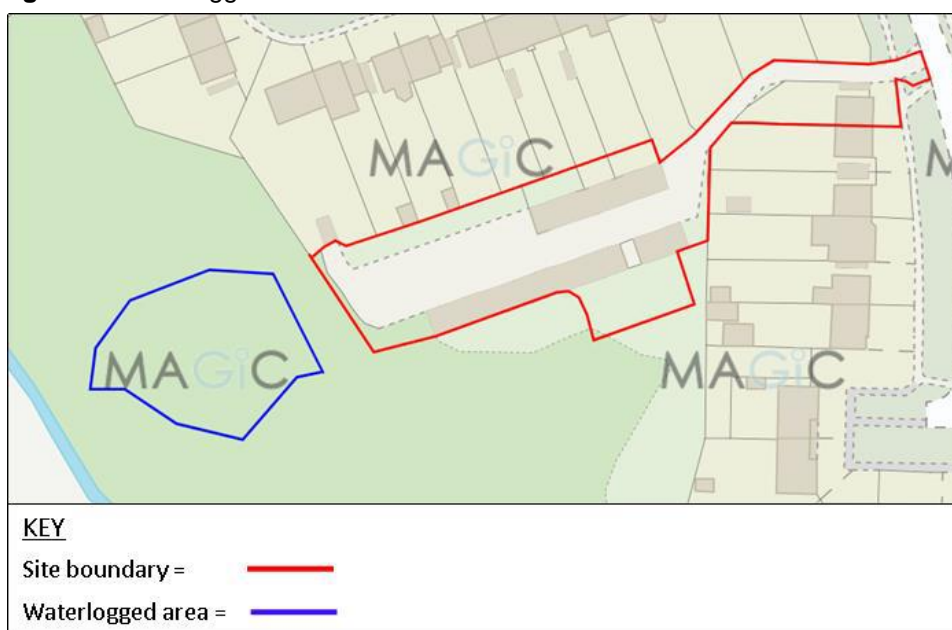 MAGiC
M
MAGiC
MAGiC
KEY
Site boundary =
Waterlogged area =